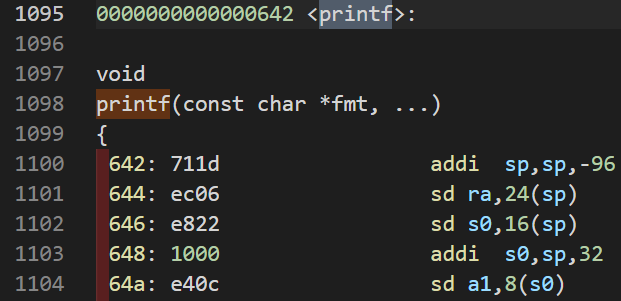 1095 0000000000000642 <printf>:
1096
1097 void
1098 printf(const char *fmt, ...)
1099 {
1100 642: 711d addi sp,sp,-96
1101 644: ec06 sd ra,24(sp)
1102 646: e822 sd s0,16(sp)
1103 648: 1000 addi s0,sp,32
1104 64a: e40c sd a1,8(s0)